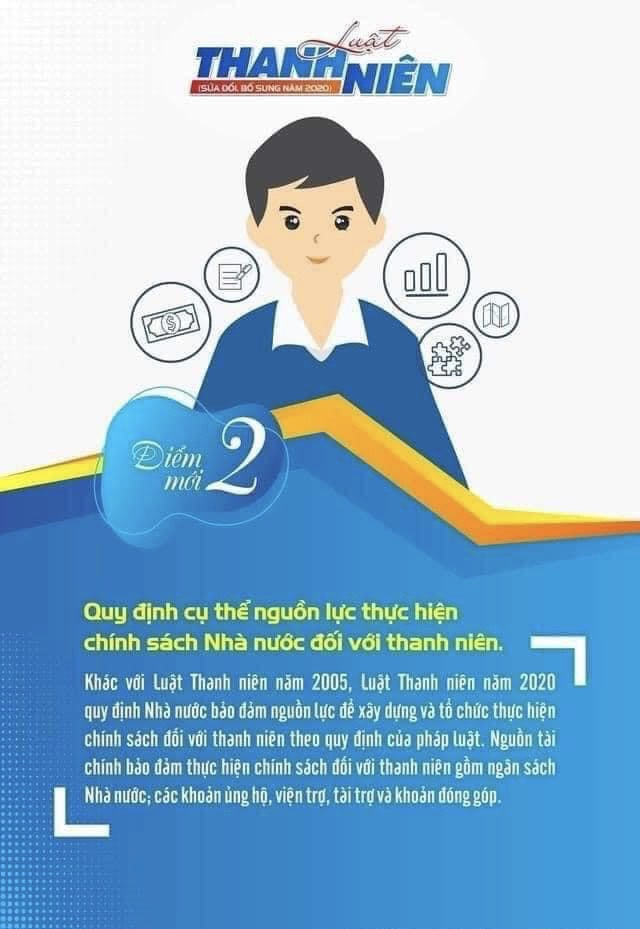 Luật
THANH NIÊN
(SỬA ĐỔI, BỔ SUNG NĂM 2020)
Điểm
mới 2
Quy định cụ thể nguồn lực thực hiện
chính sách Nhà nước đối với thanh niên.
Khác với Luật Thanh niên năm 2005, Luật Thanh niên năm 2020
quy định Nhà nước bảo đảm nguồn lực để xây dựng và tổ chức thực hiện
chính sách đối với thanh niên theo quy định của pháp luật. Nguồn tài
chính bảo đảm thực hiện chính sách đối với thanh niên gồm ngân sách
Nhà nước; các khoản ủng hộ, viện trợ, tài trợ và khoản đóng góp.